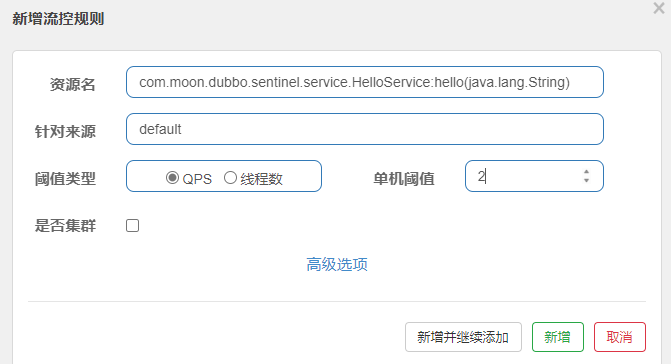 新增流控规则
资源名 com.moon.dubbo.sentinel.service.HelloService:hello(java.lang.String)
针对来源 default
阈值类型 QPS 线程数 单机阈值 2
是否集群
高级选项
新增并继续添加 新增 取消